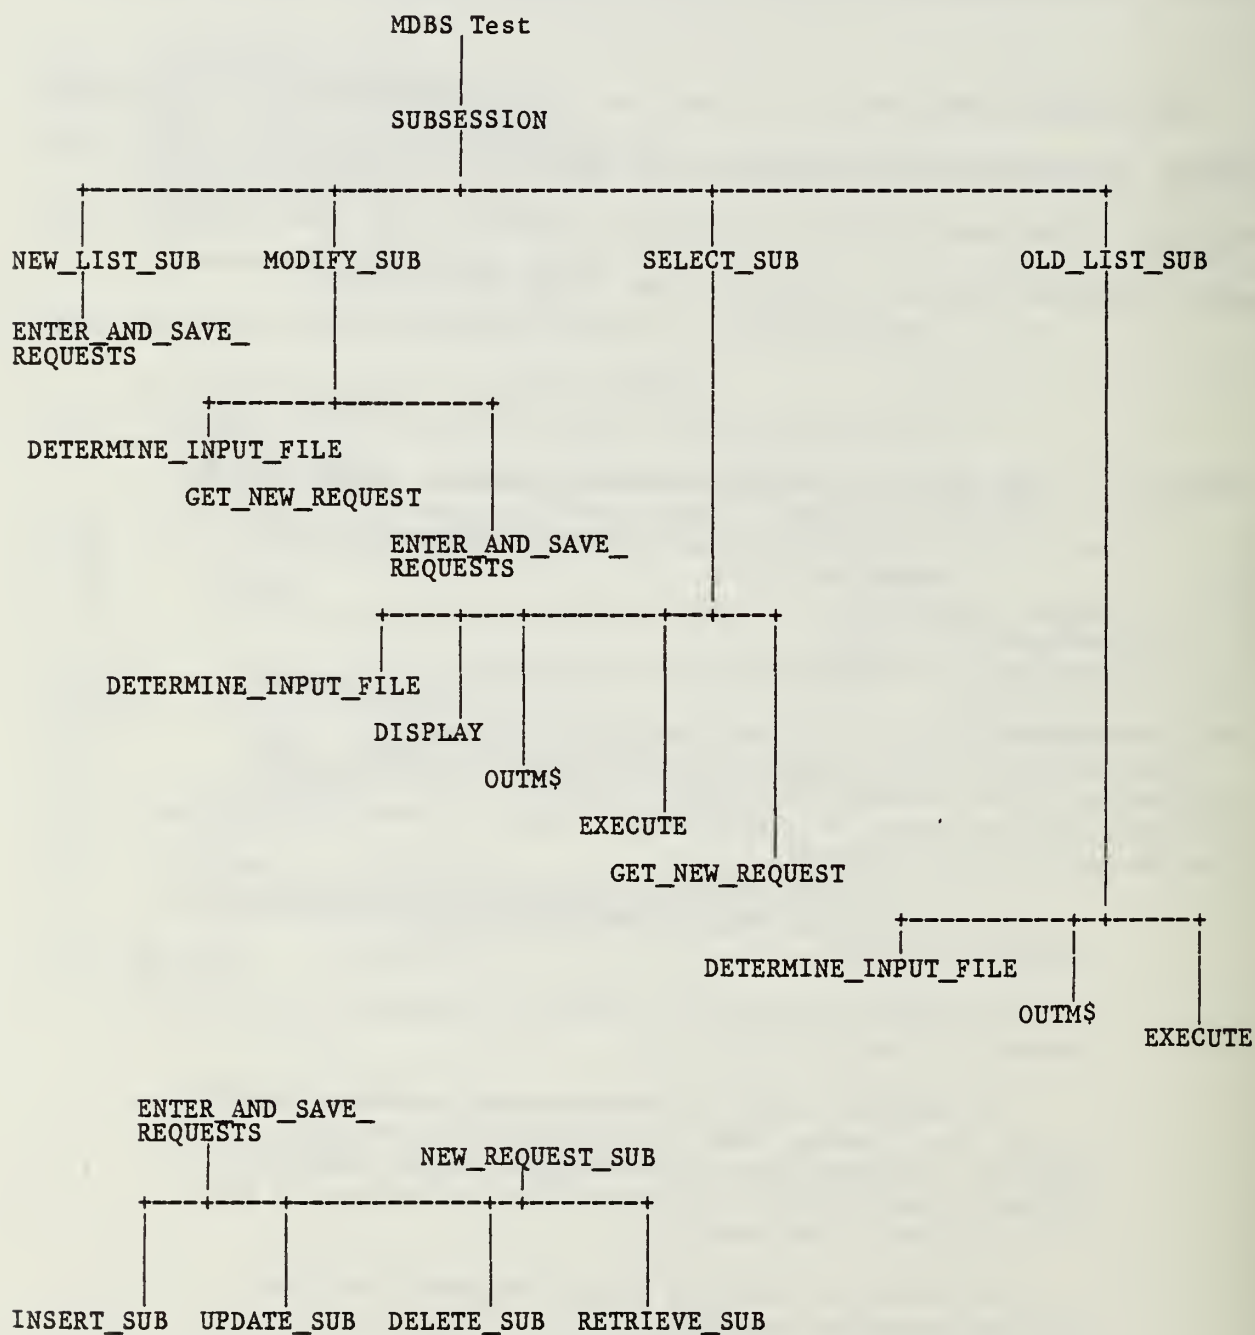 MDBS Test
SUBSESSION
NEW_LIST_SUB MODIFY_SUB SELECT_SUB OLD_LIST_SUB
ENTER_AND_SAVE_
REQUESTS
DETERMINE_INPUT_FILE
GET_NEW_REQUEST
ENTER_AND_SAVE_
REQUESTS
DETERMINE_INPUT_FILE
DISPLAY
OUTM$
EXECUTE
GET_NEW_REQUEST
DETERMINE_INPUT_FILE
OUTM$
EXECUTE
ENTER_AND_SAVE_
REQUESTS
NEW_REQUEST_SUB
INSERT_SUB UPDATE_SUB DELETE_SUB RETRIEVE_SUB